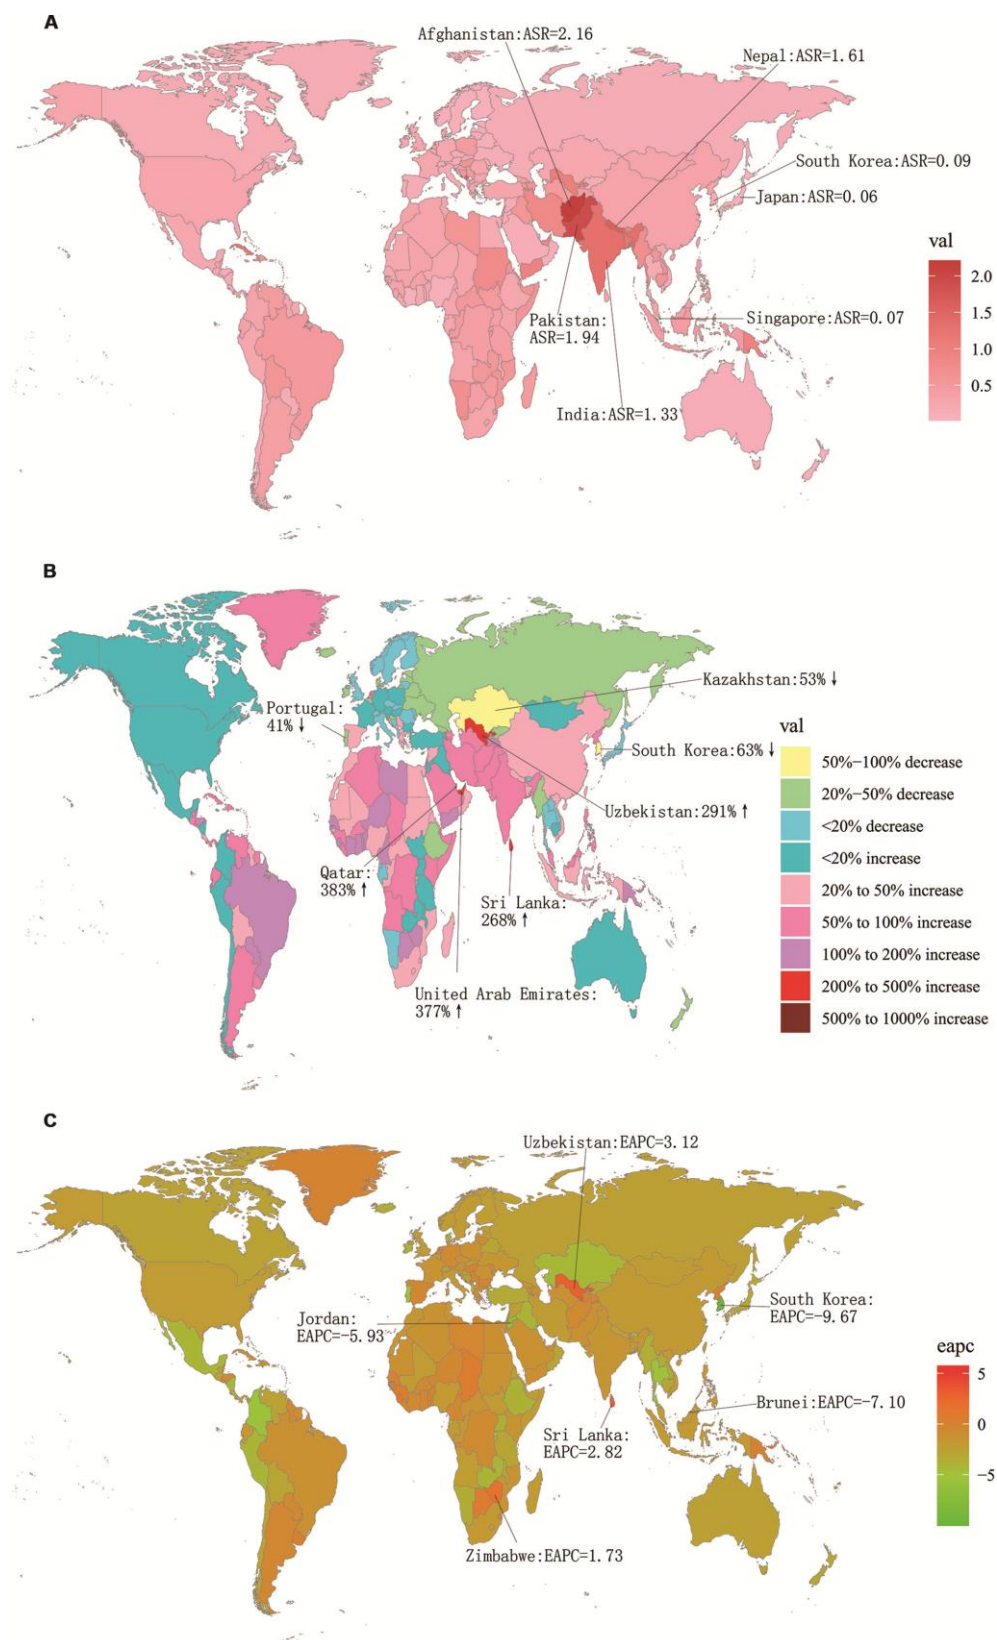 A
Afghanistan:ASR=2.16
Nepal:ASR=1.61
South Korea:ASR=0.09
Japan:ASR=0.06
val
2.0
1.5
1.0
0.5
Pakistan:
ASR=1.94
Singapore:ASR=0.07
India:ASR=1.33
B
Kazakhstan:53% ↓
Portugal:
41% ↓
South Korea:63% ↓
Uzbekistan:291% ↑
Qatar:
383% ↑
Sri Lanka:
268% ↑
United Arab Emirates:
377% ↑
val
50%−100% decrease
20%−50% decrease
<20% decrease
<20% increase
20% to 50% increase
50% to 100% increase
100% to 200% increase
200% to 500% increase
500% to 1000% increase
C
Uzbekistan:EAPC=3.12
Jordan:
EAPC=−5.93
South Korea:
EAPC=−9.67
Brunei:EAPC=−7.10
Sri Lanka:
EAPC=2.82
Zimbabwe:EAPC=1.73
eapc
5
0
−5